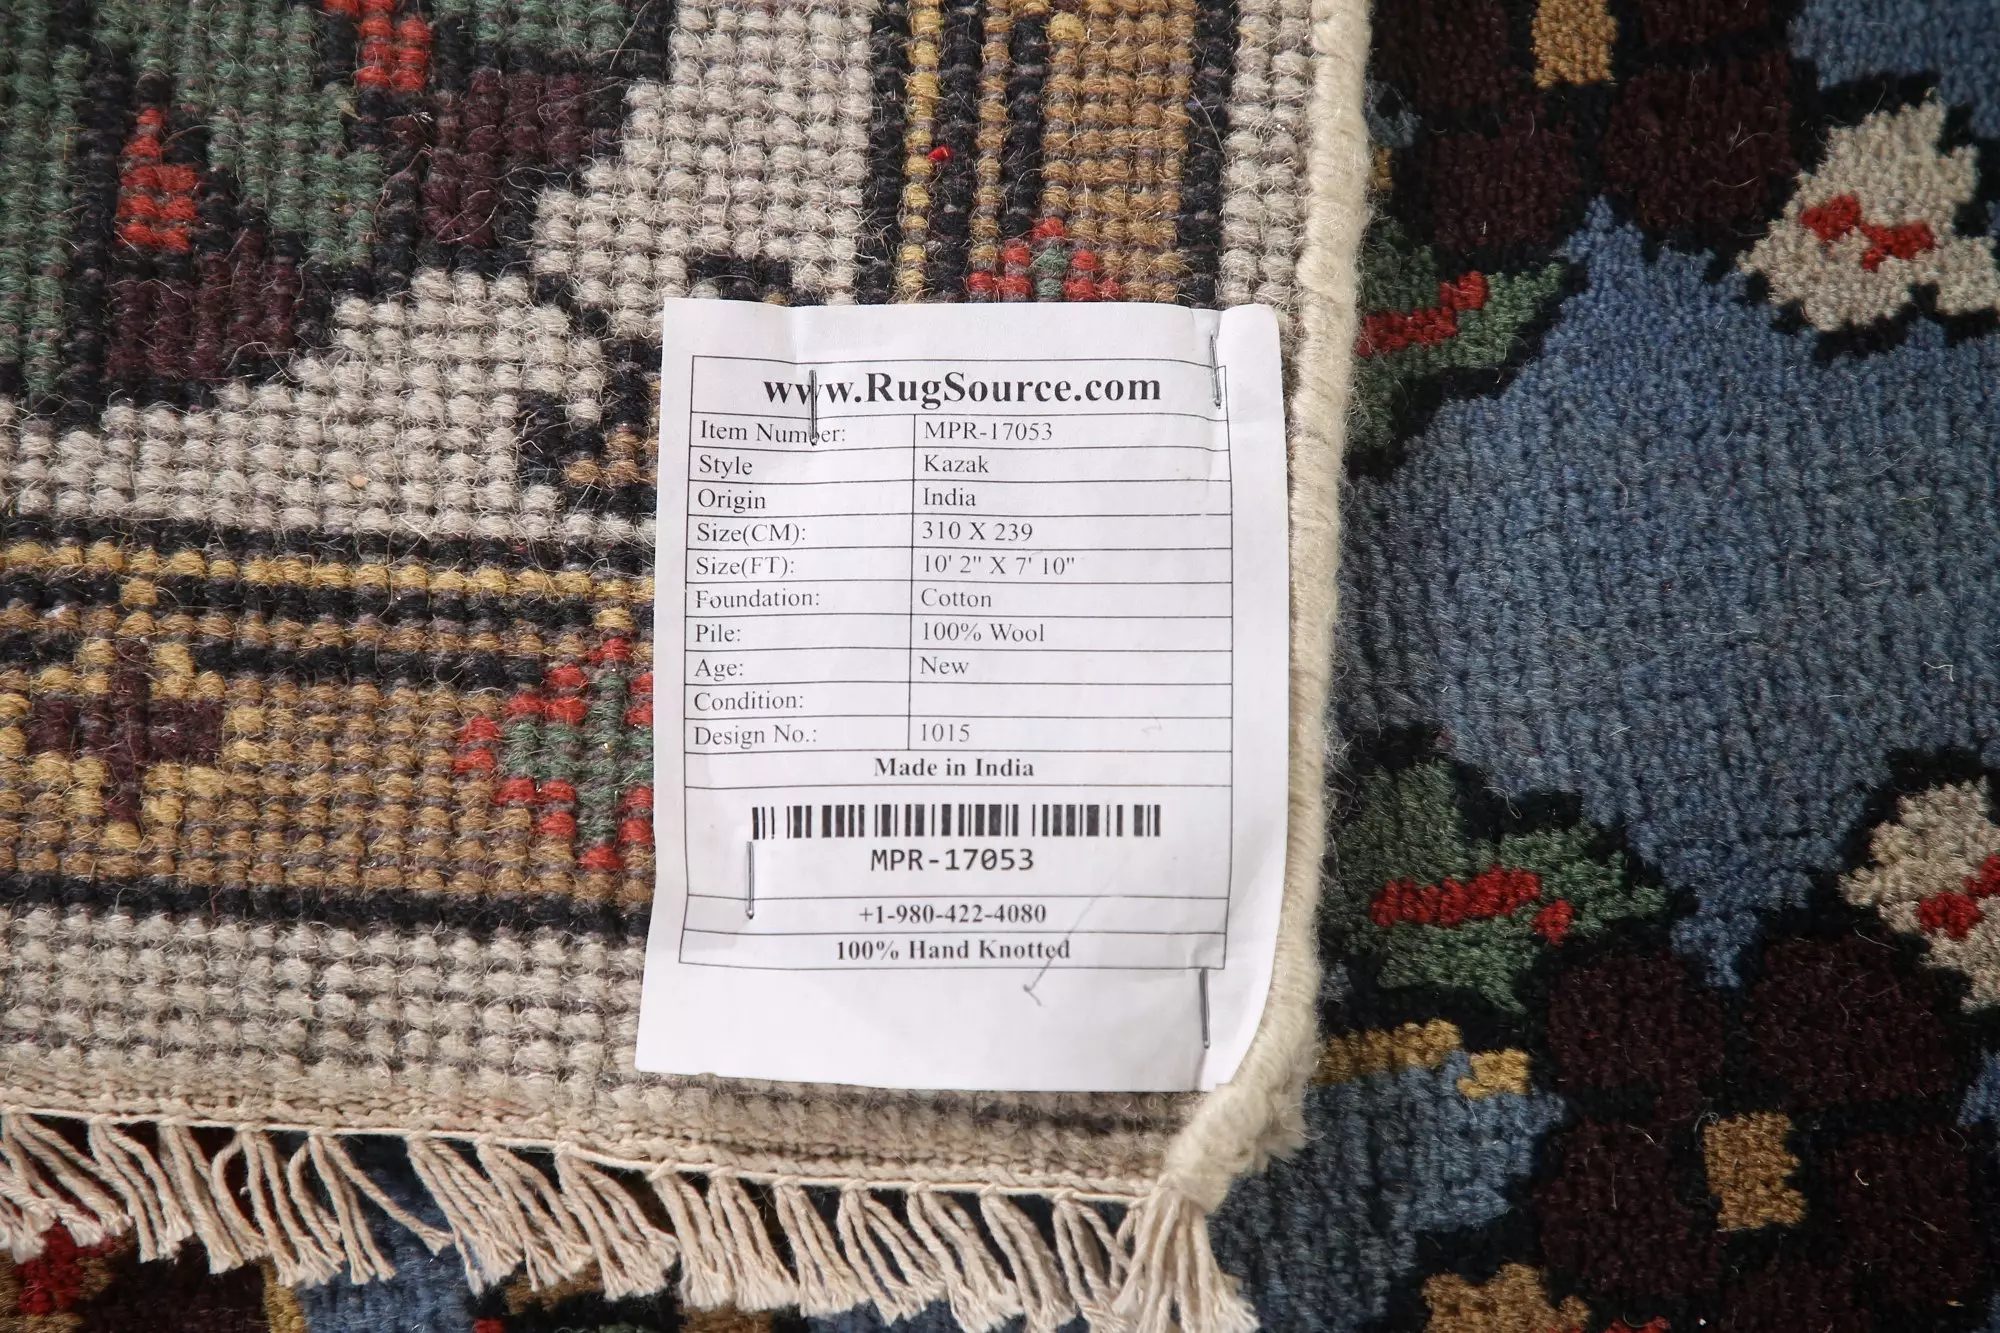 www.RugSource.com
Item Number: MPR-17053
Style Kazak
Origin India
Size(CM): 310 X 239
Size(FT): 10' 2" X 7' 10"
Foundation: Cotton
Pile: 100% Wool
Age: New
Condition:
Design No.: 1015
Made in India
MPR-17053
+1-980-422-4080
100% Hand Knotted